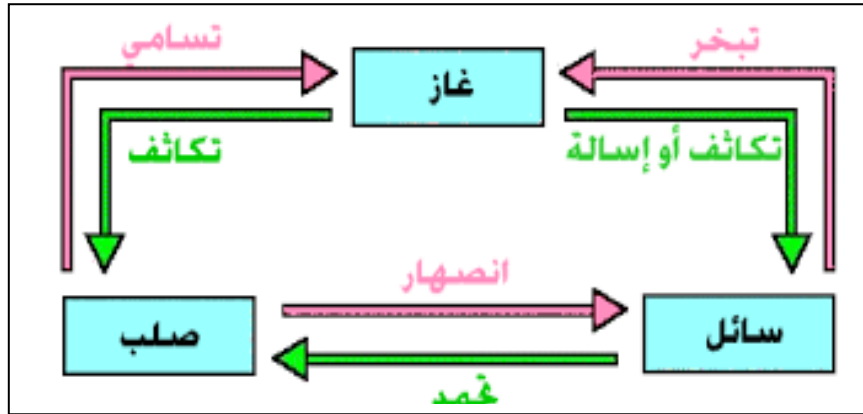 تبخر
تسامي
غاز
تكاثف أو إسالة
تكاثف
انصهار
سائل
صلب
تجمد